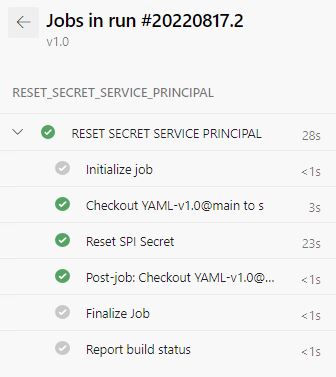 Jobs in run #20220817.2
v1.0
RESET_SECRET_SERVICE_PRINCIPAL
RESET SECRET SERVICE PRINCIPAL 28s
Initialize job <1s
Checkout YAML-v1.0@main to s 3s
Reset SPI Secret 23s
Post-job: Checkout YAML-v1.0@... <1s
Finalize Job <1s
Report build status <1s